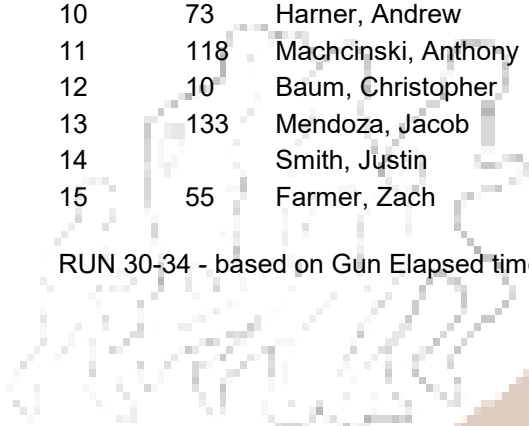 10 73 Harner, Andrew
11 118 Machcinski, Anthony
12 10 Baum, Christopher
13 133 Mendoza, Jacob
14 Smith, Justin
15 55 Farmer, Zach
RUN 30-34 - based on Gun Elapsed